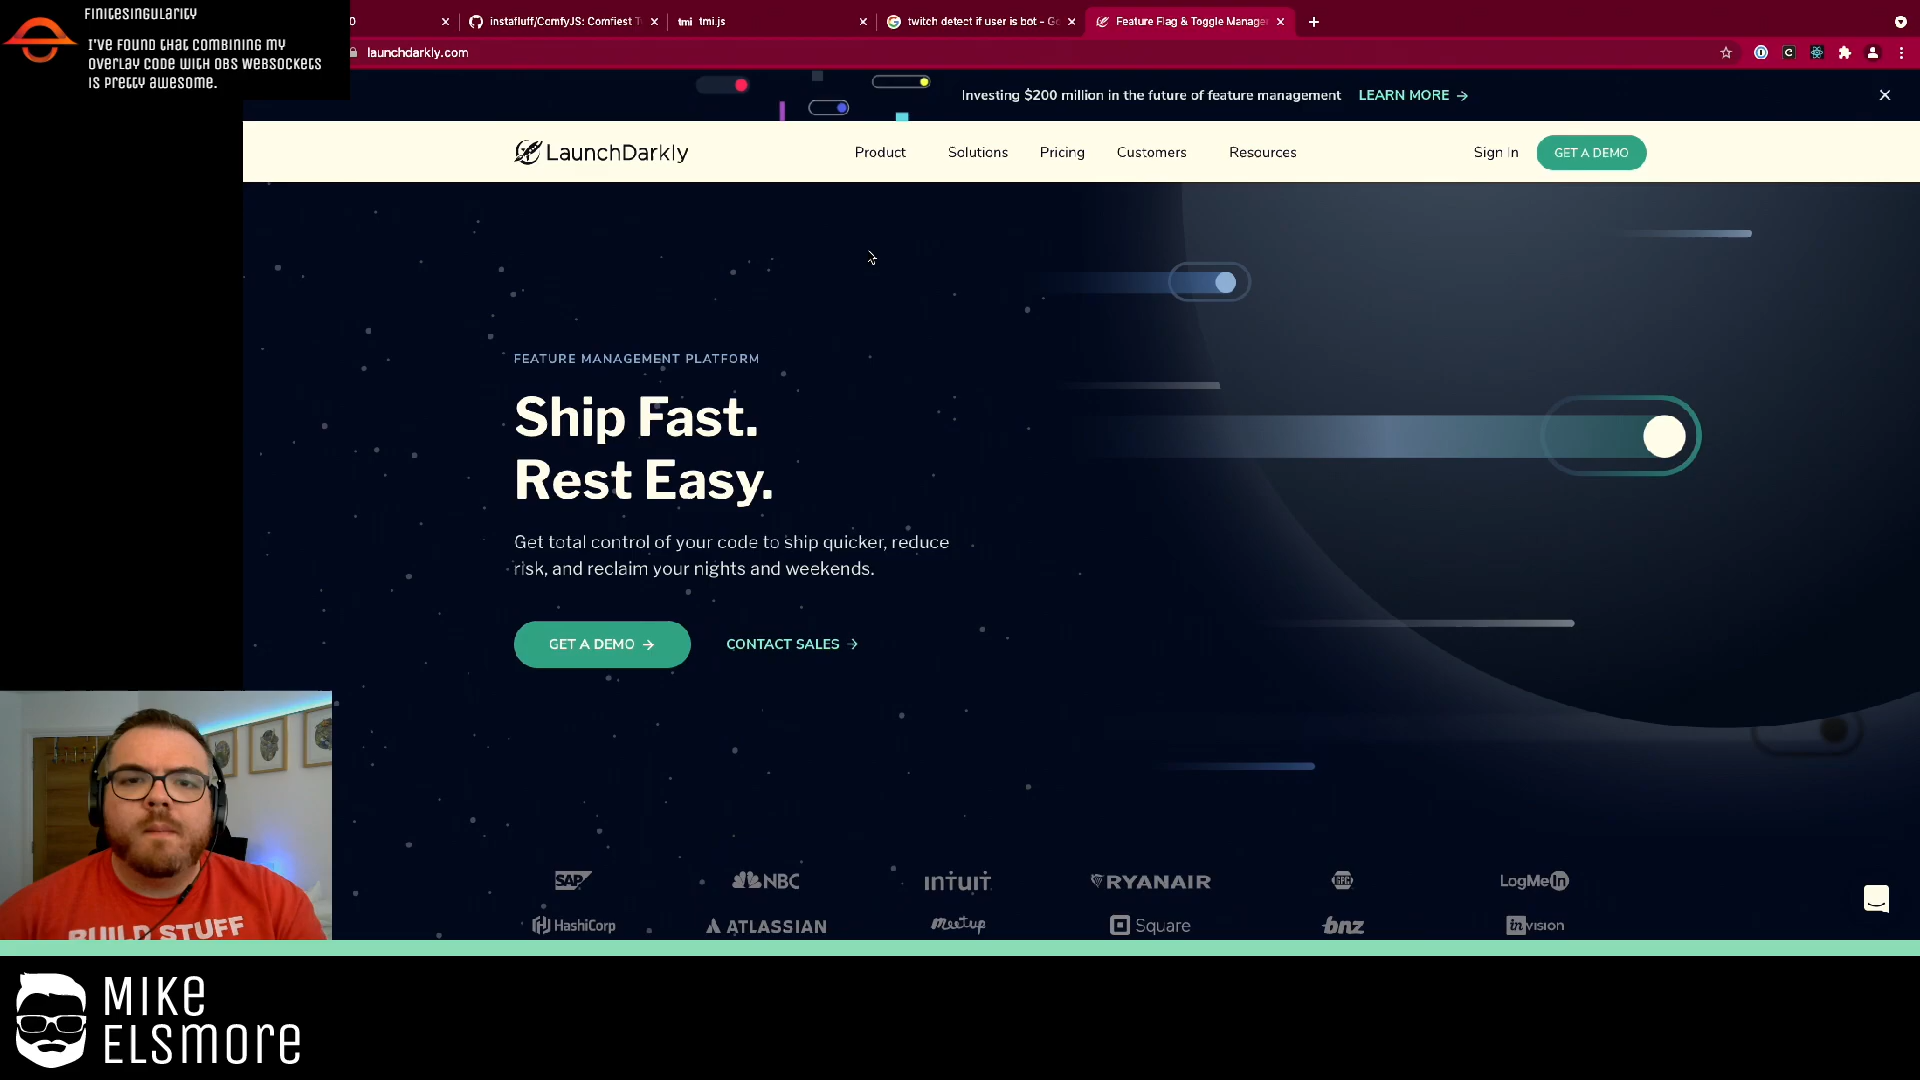 FINITESINGULARITY
I'VE FOUND THAT COMBINING MY
OVERLAY CODE WITH OBS WEBSOCKETS
IS PRETTY AWESOME.
0
instafluff/ComfyJS: Comfiest T
tmi tmi.js
twitch detect if user is bot - Go
Feature Flag & Toggle Manage
launchdarkly.com
Investing $200 million in the future of feature management LEARN MORE →
LaunchDarkly
Product
Solutions
Pricing
Customers
Resources
Sign In
GET A DEMO
FEATURE MANAGEMENT PLATFORM
Ship Fast.
Rest Easy.
Get total control of your code to ship quicker, reduce
risk, and reclaim your nights and weekends.
GET A DEMO →
CONTACT SALES →
SAP
NBC
INTUIT
RYANAIR
LogMeIn
HashiCorp
ATLASSIAN
meetup
Square
bnz
invision
BUILD STUFF
MIKE
ELSMORE